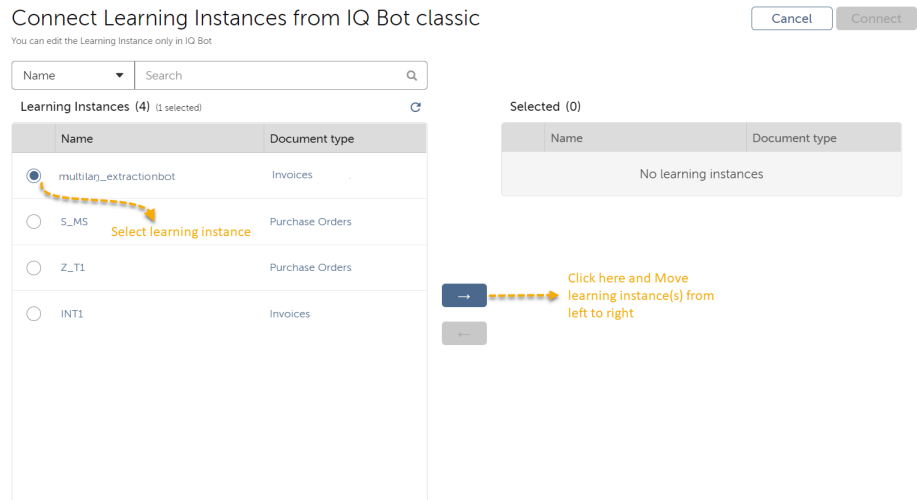 Connect Learning Instances from IQ Bot classic
Cancel
Connect
You can edit the Learning Instance only in IQ Bot
Name
Search
Learning Instances (4) (1 selected)
Selected (0)
Name Document type
Name Document type
multilaŋ_extractionbot Invoices
No learning instances
S_MS Purchase Orders
Select learning instance
Z_T1 Purchase Orders
Click here and Move
learning instance(s) from
left to right
→
←
INT1 Invoices